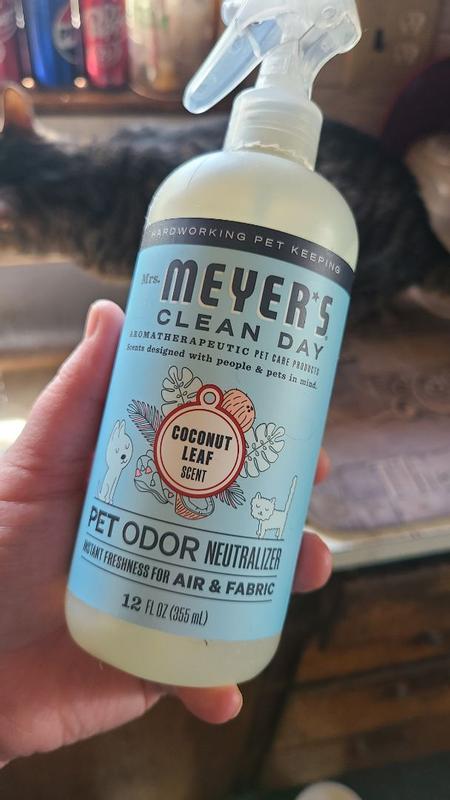 HARDWORKING PET KEEPING
Mrs.
MEYER'S
CLEAN DAY
AROMATHERAPEUTIC PET CARE PRODUCTS
Scents designed with people & pets in mind.
COCONUT
LEAF
SCENT
PET ODOR NEUTRALIZER
INSTANT FRESHNESS FOR AIR & FABRIC
12 FL OZ (355 mL)